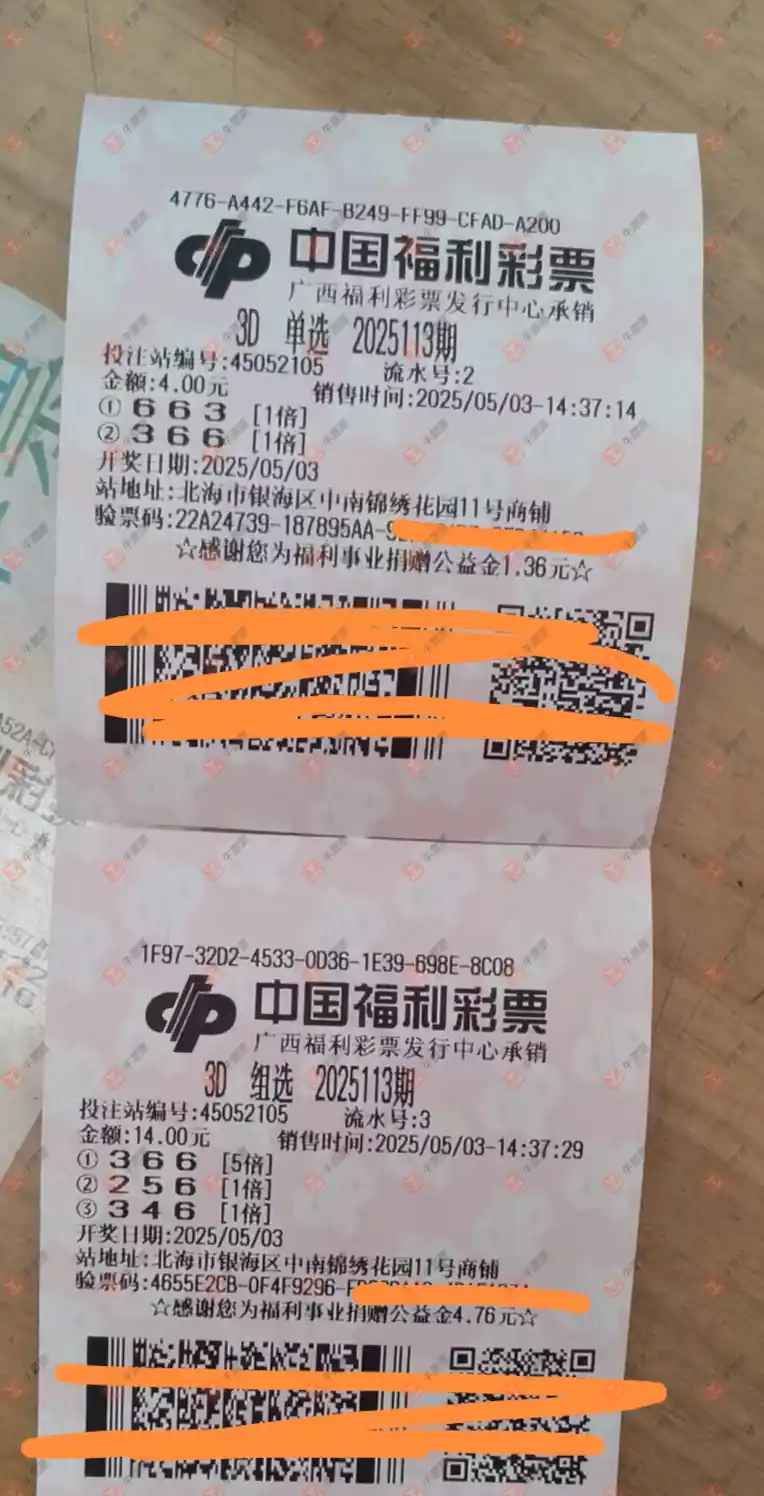 4776-A442-F6AF-B249-FF99-CFAD-A200
中国福利彩票
广西福利彩票发行中心承销
3D 单选 2025113期
投注站编号:45052105 流水号:2
金额:4.00元 销售时间:2025/05/03-14:37:14
① 6 6 3 [1倍]
② 3 6 6 [1倍]
开奖日期:2025/05/03
站地址:北海市银海区中南锦绣花园11号商铺
验票码:22A24739-187895AA-
☆感谢您为福利事业捐赠公益金1.36元☆
1F97-32D2-4533-0D36-1E39-698E-8C08
中国福利彩票
广西福利彩票发行中心承销
3D 组选 2025113期
投注站编号:45052105 流水号:3
金额:14.00元 销售时间:2025/05/03-14:37:29
① 3 6 6 [5倍]
② 2 5 6 [1倍]
③ 3 4 6 [1倍]
开奖日期:2025/05/03
站地址:北海市银海区中南锦绣花园11号商铺
验票码:4655E2CB-0F4F9296-
☆感谢您为福利事业捐赠公益金4.76元☆